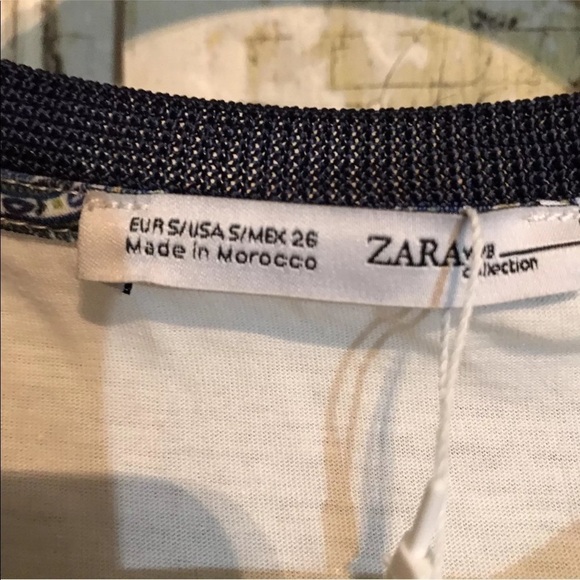 EUR S/USA S/MEX 26
Made in Morocco
ZARA W/B
collection